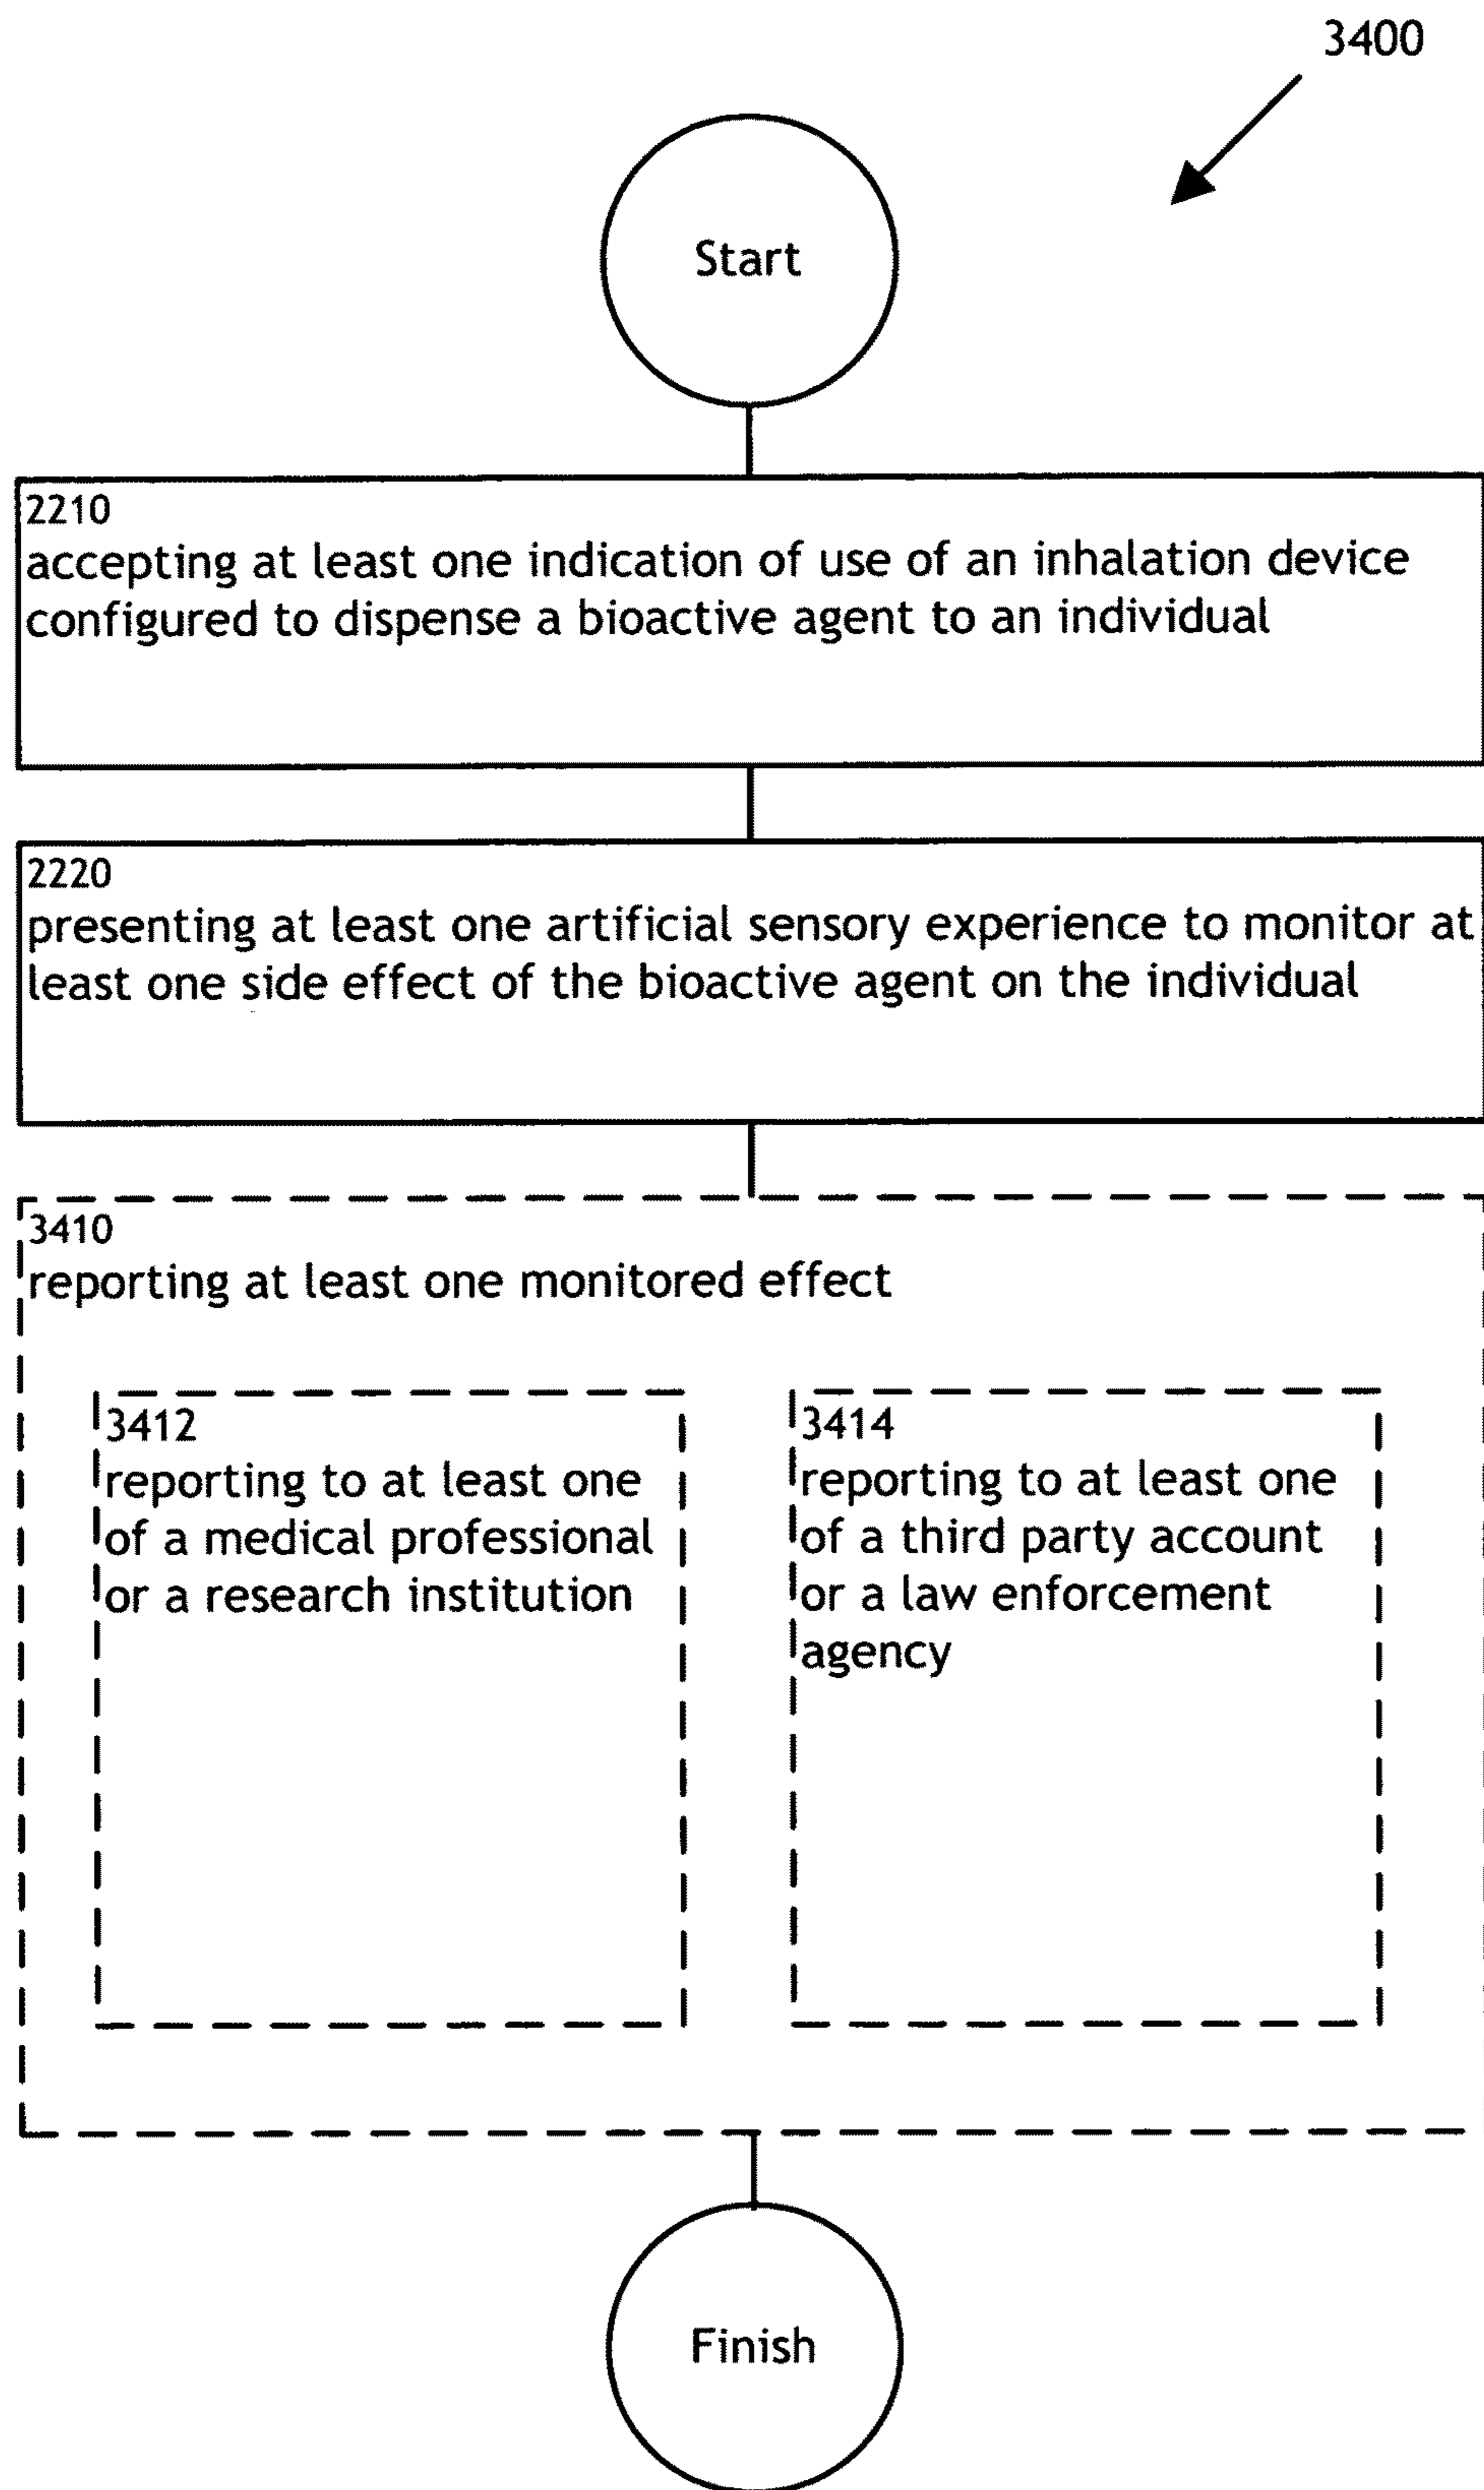 3400
Start
2210
accepting at least one indication of use of an inhalation device
configured to dispense a bioactive agent to an individual
2220
presenting at least one artificial sensory experience to monitor at
least one side effect of the bioactive agent on the individual
3410
reporting at least one monitored effect
3412
reporting to at least one
of a medical professional
or a research institution
3414
reporting to at least one
of a third party account
or a law enforcement
agency
Finish